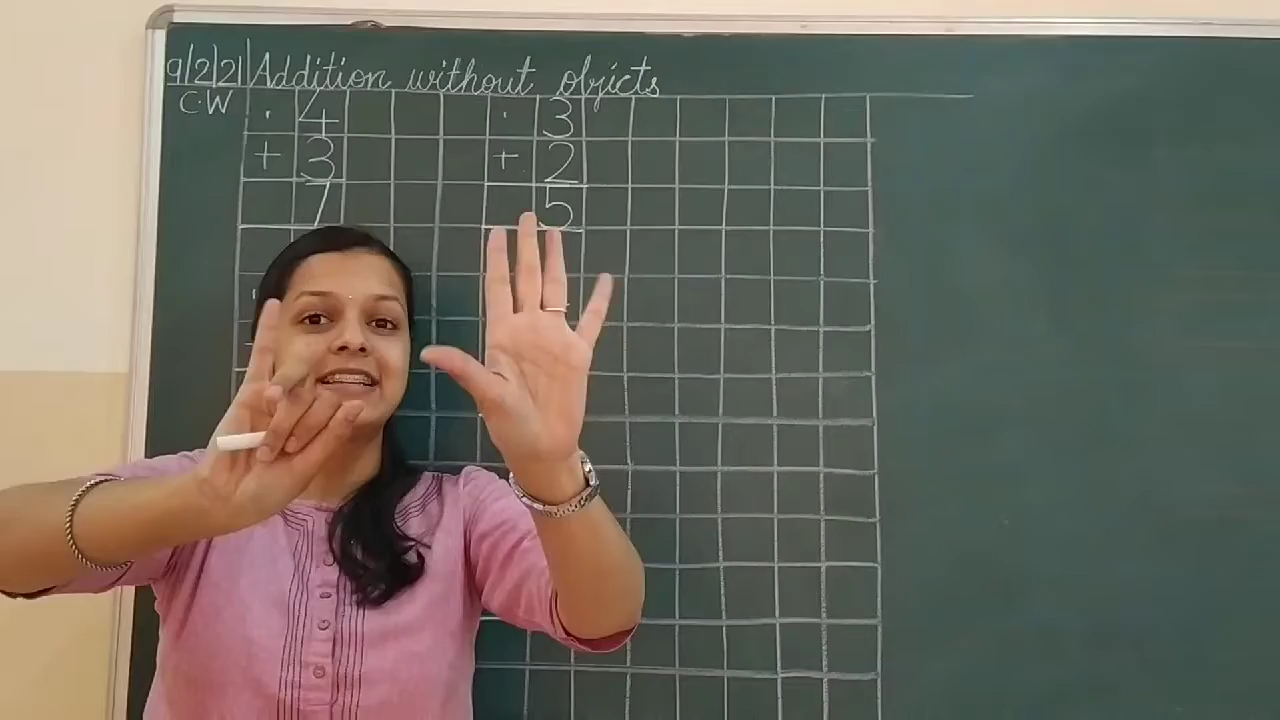 9/2/21 Addition without objects
C.W . 4 . 3
+ 3 + 2
7 5